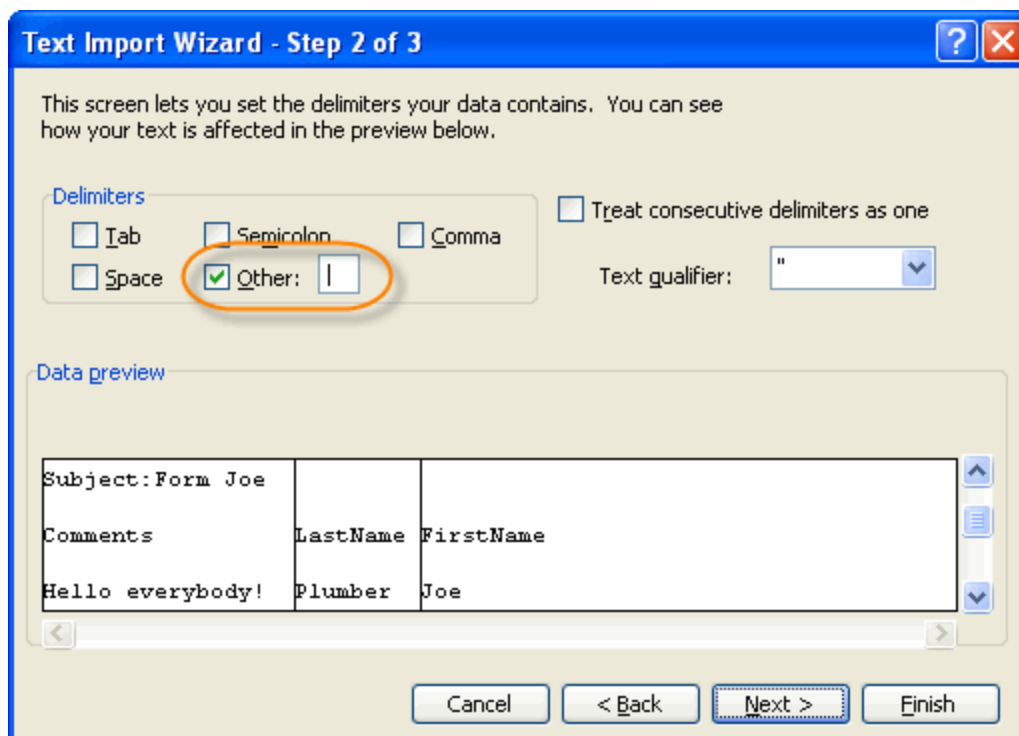 Text Import Wizard - Step 2 of 3
This screen lets you set the delimiters your data contains. You can see
how your text is affected in the preview below.
Delimiters
Tab Semicolon Comma
Space Other: |
Treat consecutive delimiters as one
Text qualifier: "
Data preview
Subject:Form Joe
Comments LastName FirstName
Hello everybody! Plumber Joe
Cancel < Back Next > Finish